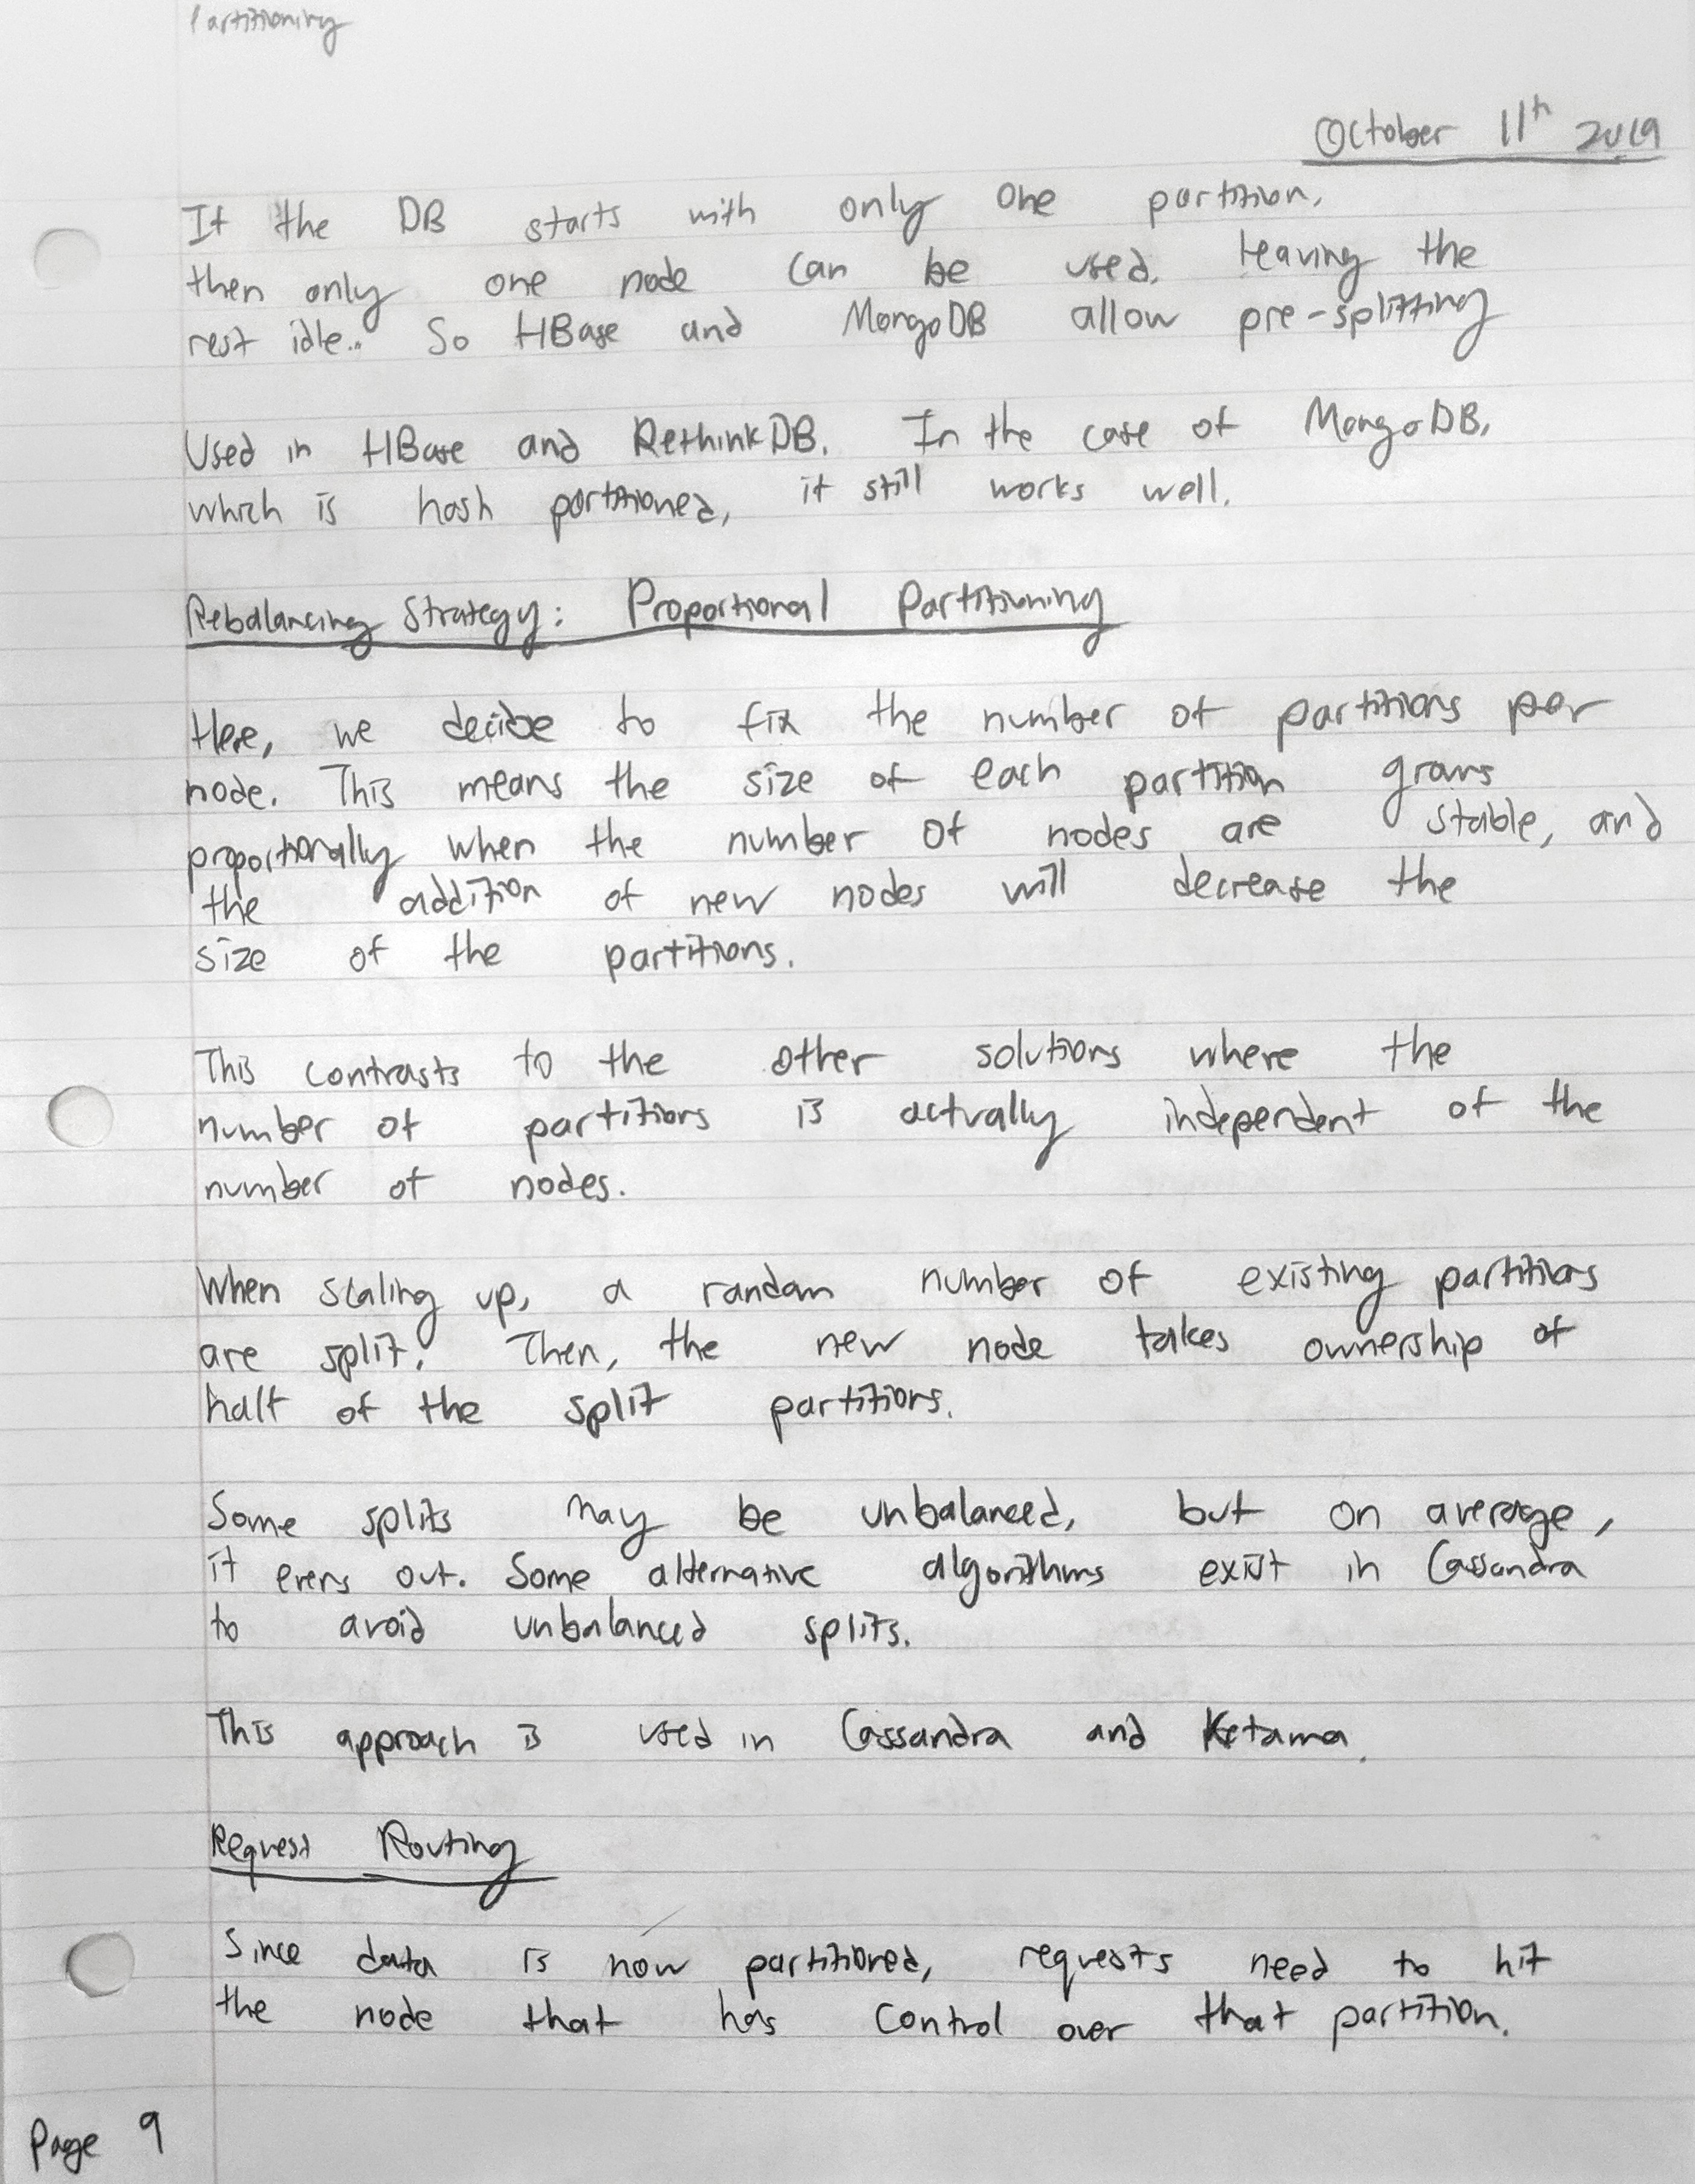 Partitioning
October 11th 2019
If the DB starts with only one partition,
then only one node can be used, leaving the
rest idle.. So HBase and MongoDB allow pre-splitting
Used in HBase and RethinkDB. In the case of MongoDB,
which is hash partitioned, it still works well.
Rebalancing Strategy: Proportional Partitioning
Here, we decide to fix the number of partitions per
node. This means the size of each partition grows
proportionally when the number of nodes are stable, and
the addition of new nodes will decrease the
size of the partitions.
This contrasts to the other solutions where the
number of partitions is actually independent of the
number of nodes.
When scaling up, a random number of existing partitions
are split. Then, the new node takes ownership of
half of the split partitions.
Some splits may be unbalanced, but on average,
it evens out. Some alternative algorithms exist in Cassandra
to avoid unbalanced splits.
This approach is used in Cassandra and Ketama.
Request Routing
Since data is now partitioned, requests need to hit
the node that has control over that partition.
Page 9